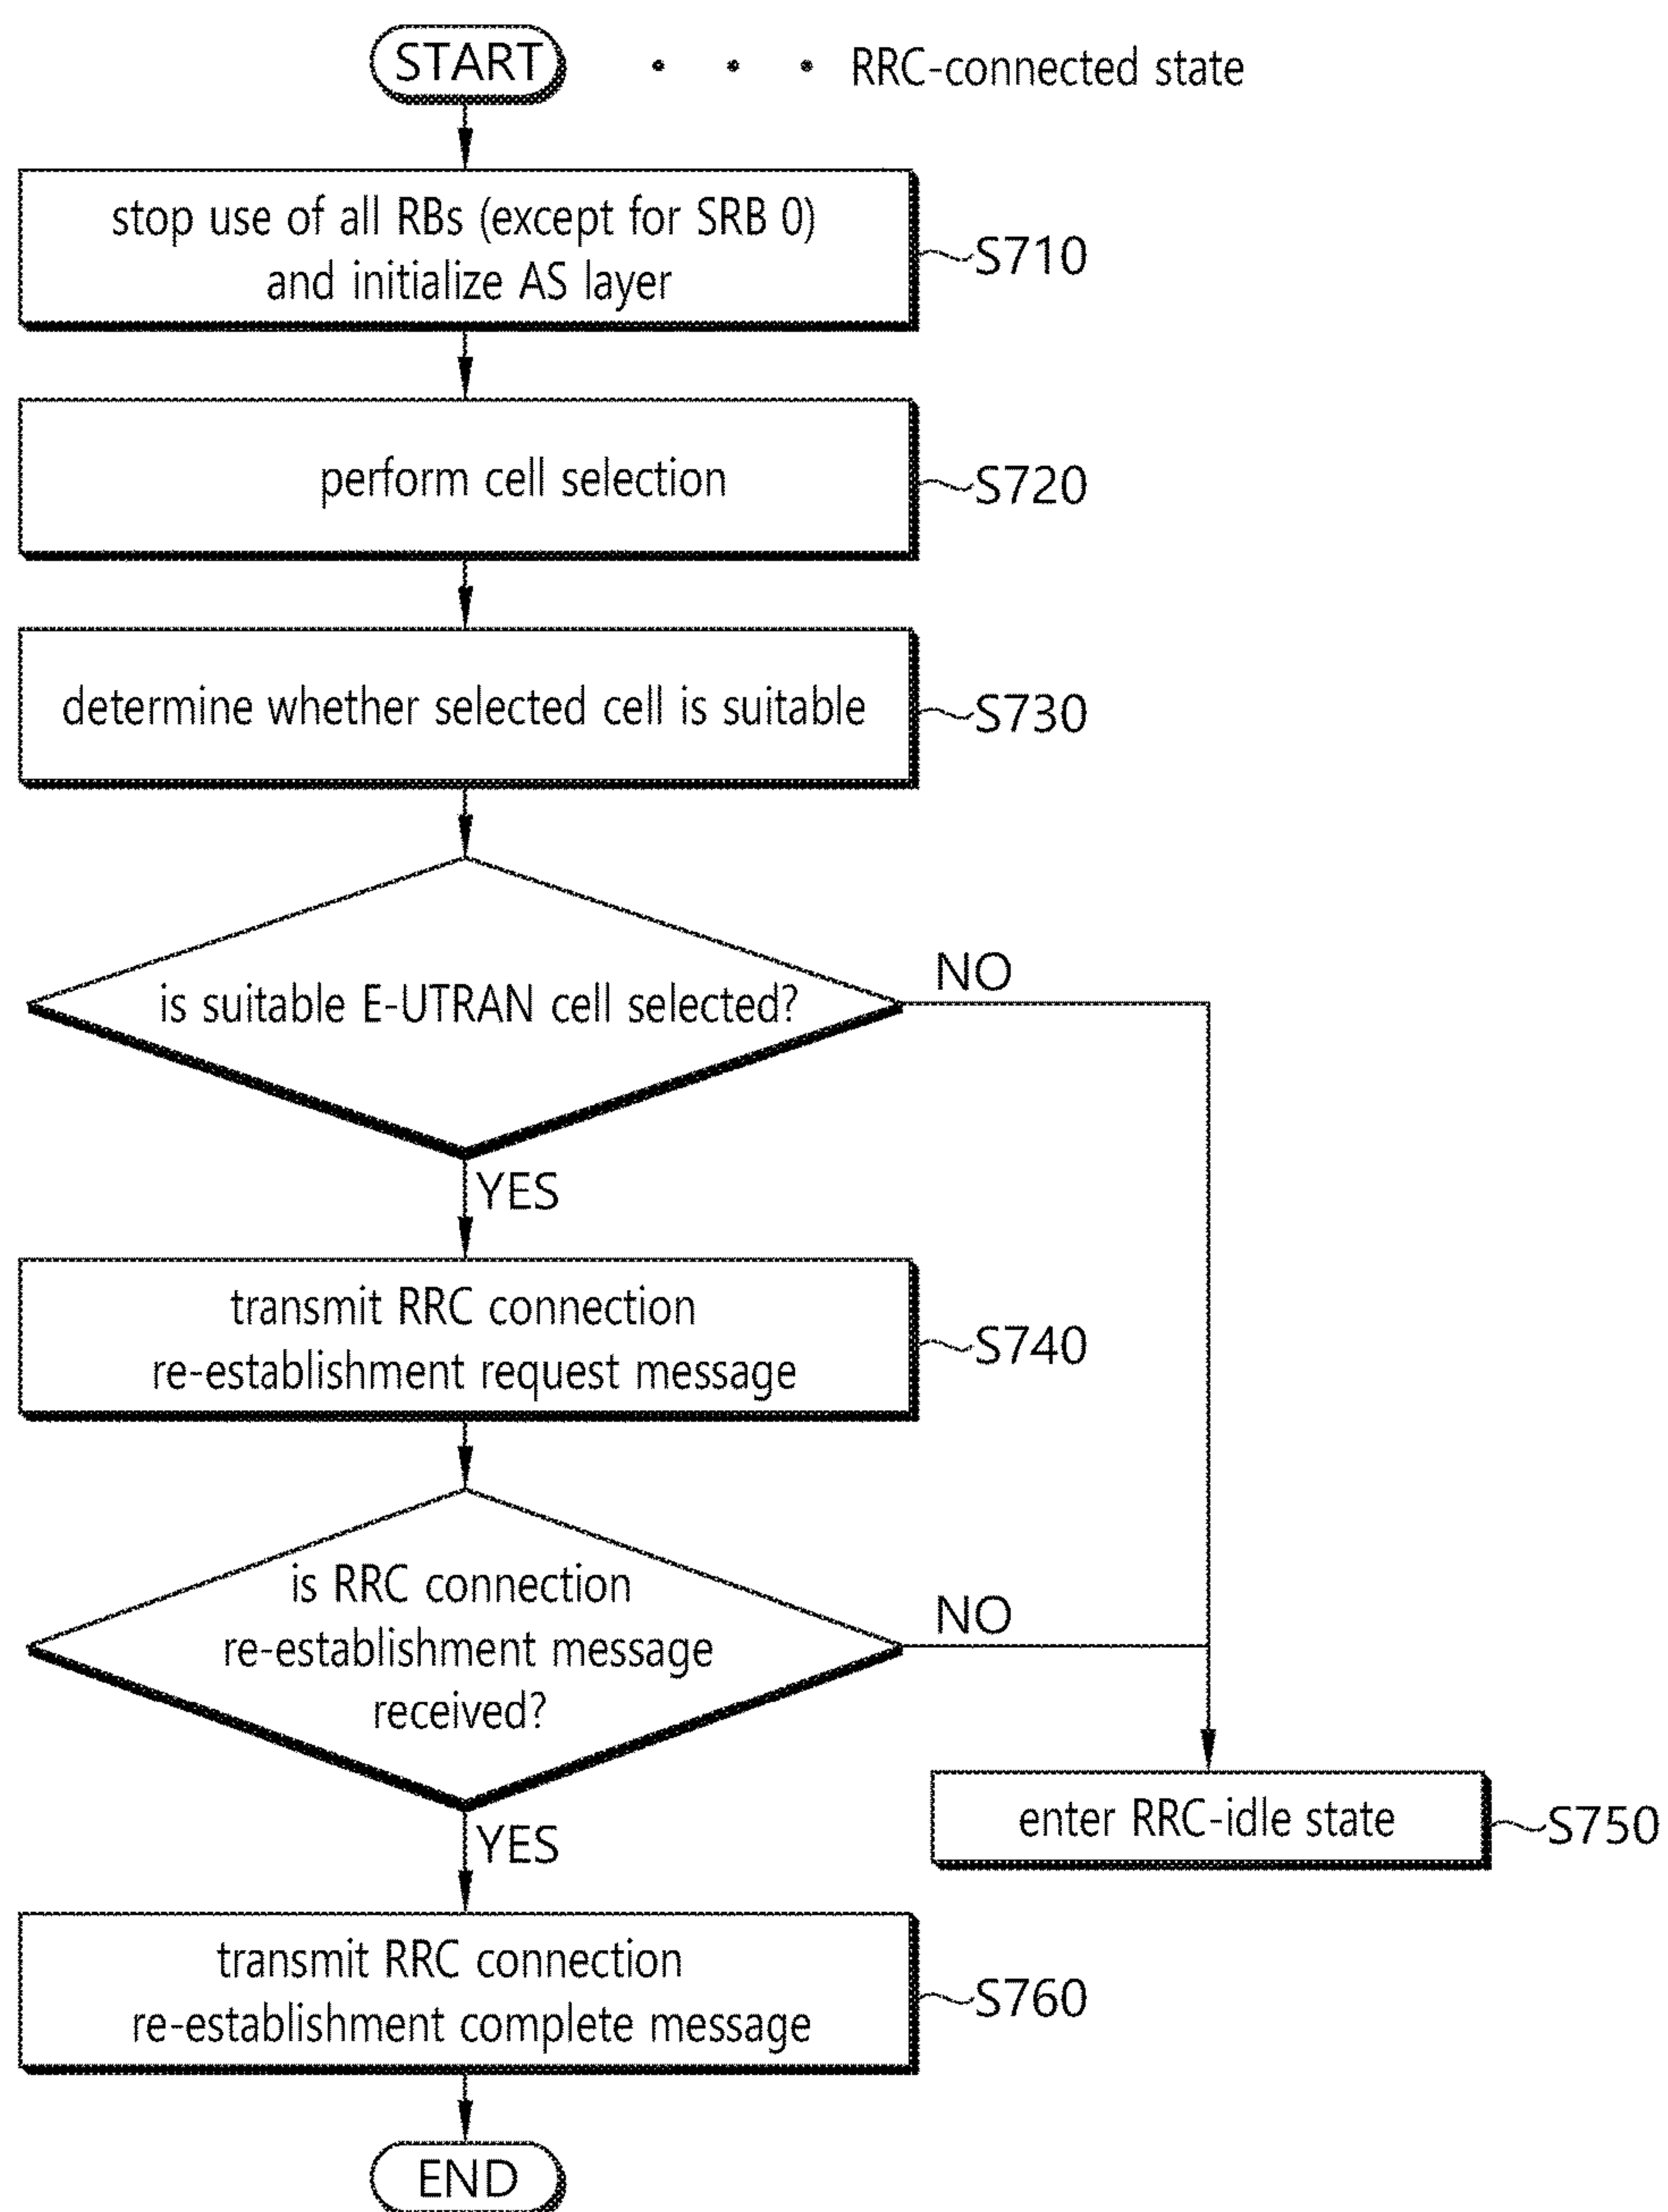 START
RRC-connected state
stop use of all RBs (except for SRB 0)
and initialize AS layer
S710
perform cell selection
S720
determine whether selected cell is suitable
S730
is suitable E-UTRAN cell selected?
NO
YES
transmit RRC connection
re-establishment request message
S740
is RRC connection
re-establishment message
received?
NO
YES
enter RRC-idle state
S750
transmit RRC connection
re-establishment complete message
S760
END